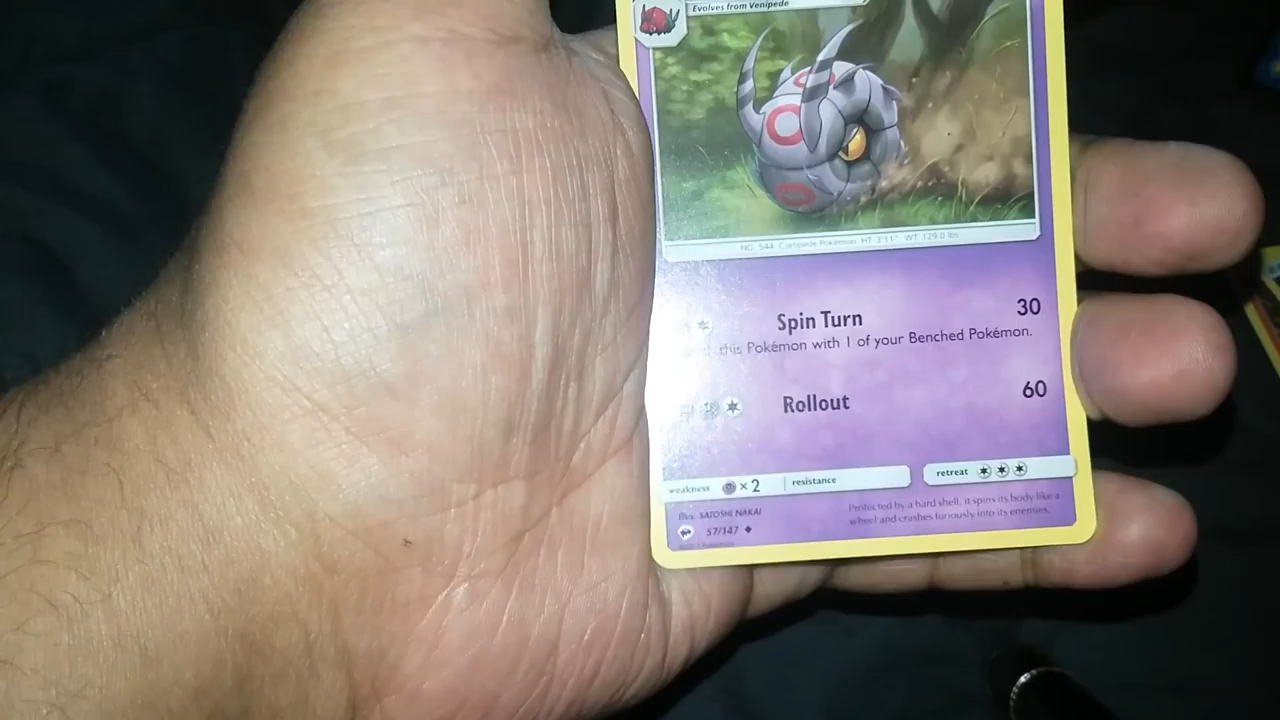 Evolves from Venipede
NO. 544 Curlipede Pokémon HT: 3'11" WT: 129.0 lbs
Spin Turn 30
this Pokémon with 1 of your Benched Pokémon.
Rollout 60
weakness ×2 resistance retreat
Illus. SATOSHI NAKAI
57/147
Protected by a hard shell, it spins its body like a
wheel and crashes furiously into its enemies.